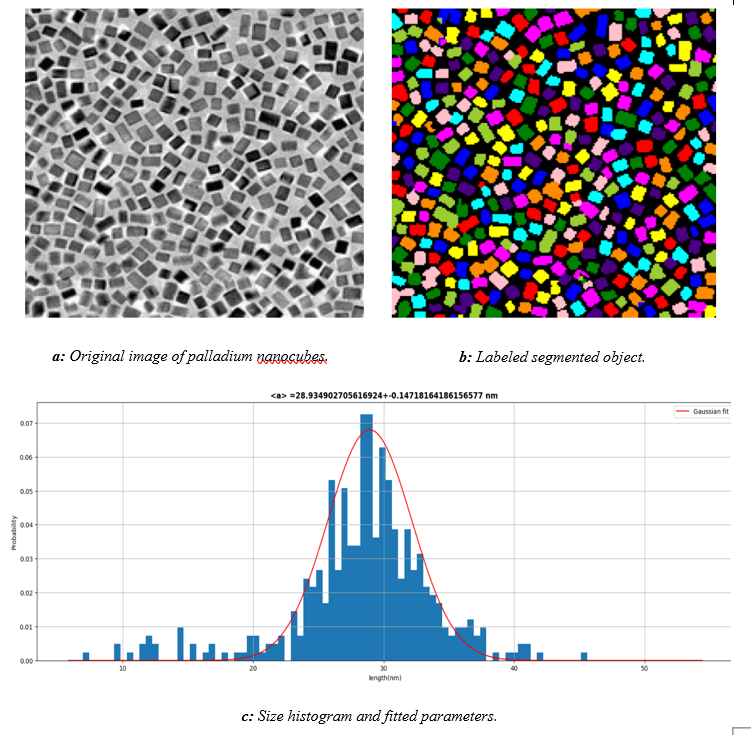 a: Original image of palladium nanocubes.
b: Labeled segmented object.
<a> =28.934902705616924+-0.14718164186156577 nm
Gaussian fit
Probability
0.07
0.06
0.05
0.04
0.03
0.02
0.01
0.00
10 20 30 40 50
length(nm)
c: Size histogram and fitted parameters.